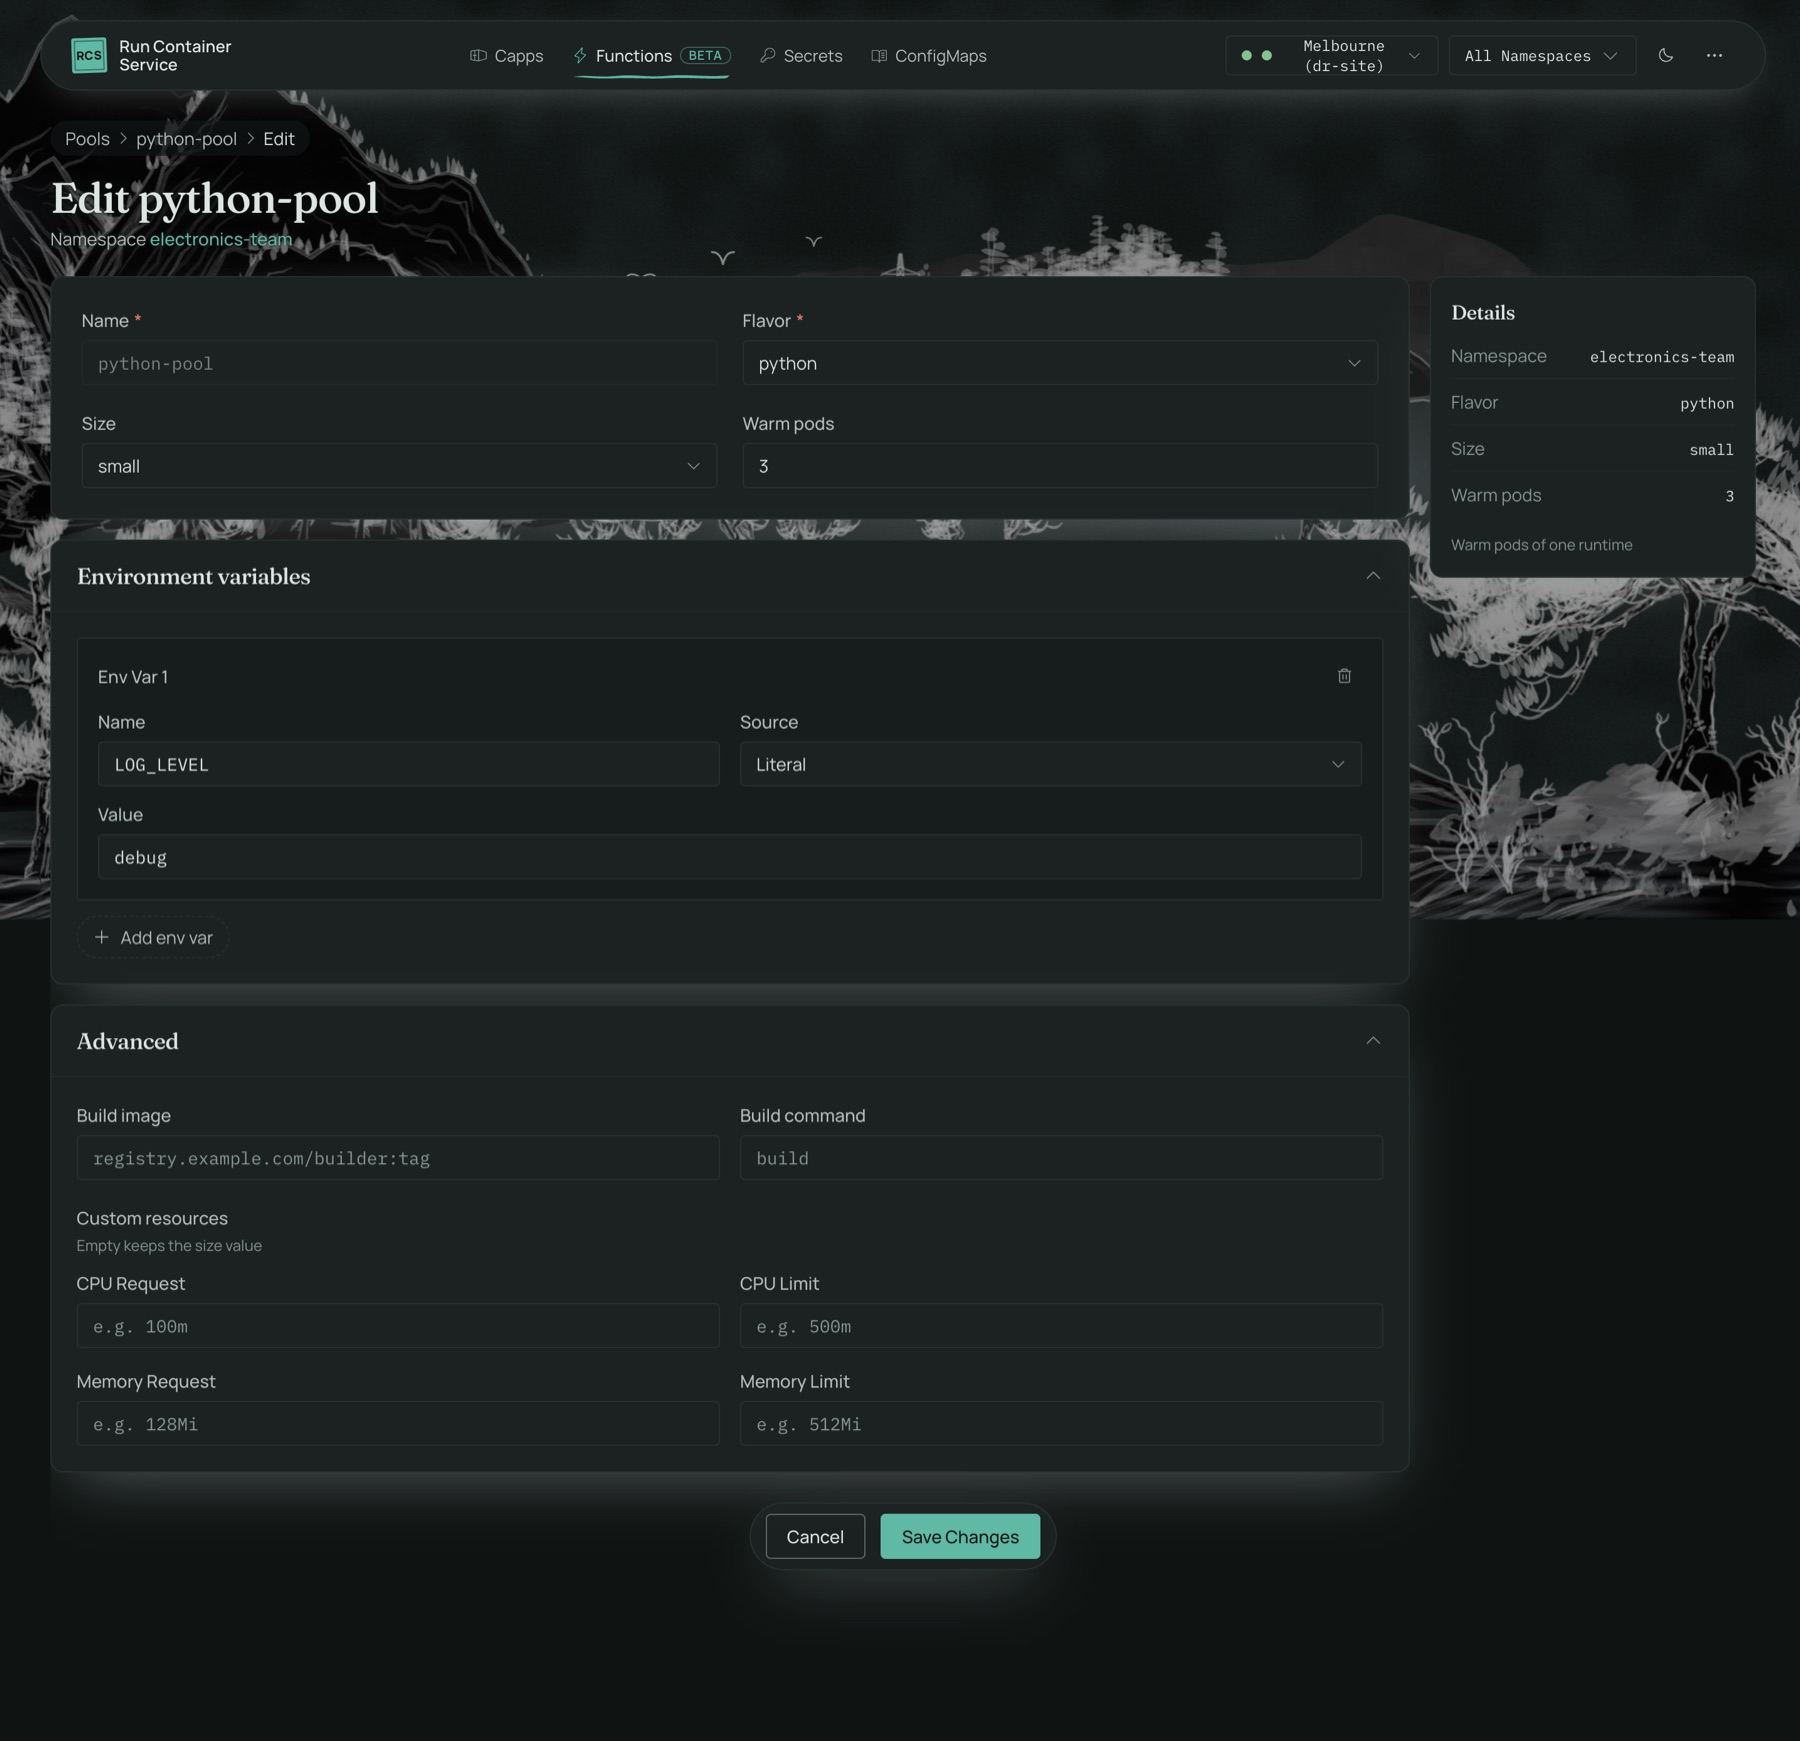 RCS
Run Container
Service
Capps
Functions BETA
Secrets
ConfigMaps
Melbourne
(dr-site)
All Namespaces
Pools > python-pool > Edit
Edit python-pool
Namespace electronics-team
Name *
Flavor *
python-pool
python
Size
Warm pods
small
3
Details
Namespace electronics-team
Flavor python
Size small
Warm pods 3
Warm pods of one runtime
Environment variables
Env Var 1
Name
Source
LOG_LEVEL
Literal
Value
debug
+ Add env var
Advanced
Build image
Build command
registry.example.com/builder:tag
build
Custom resources
Empty keeps the size value
CPU Request
CPU Limit
e.g. 100m
e.g. 500m
Memory Request
Memory Limit
e.g. 128Mi
e.g. 512Mi
Cancel
Save Changes